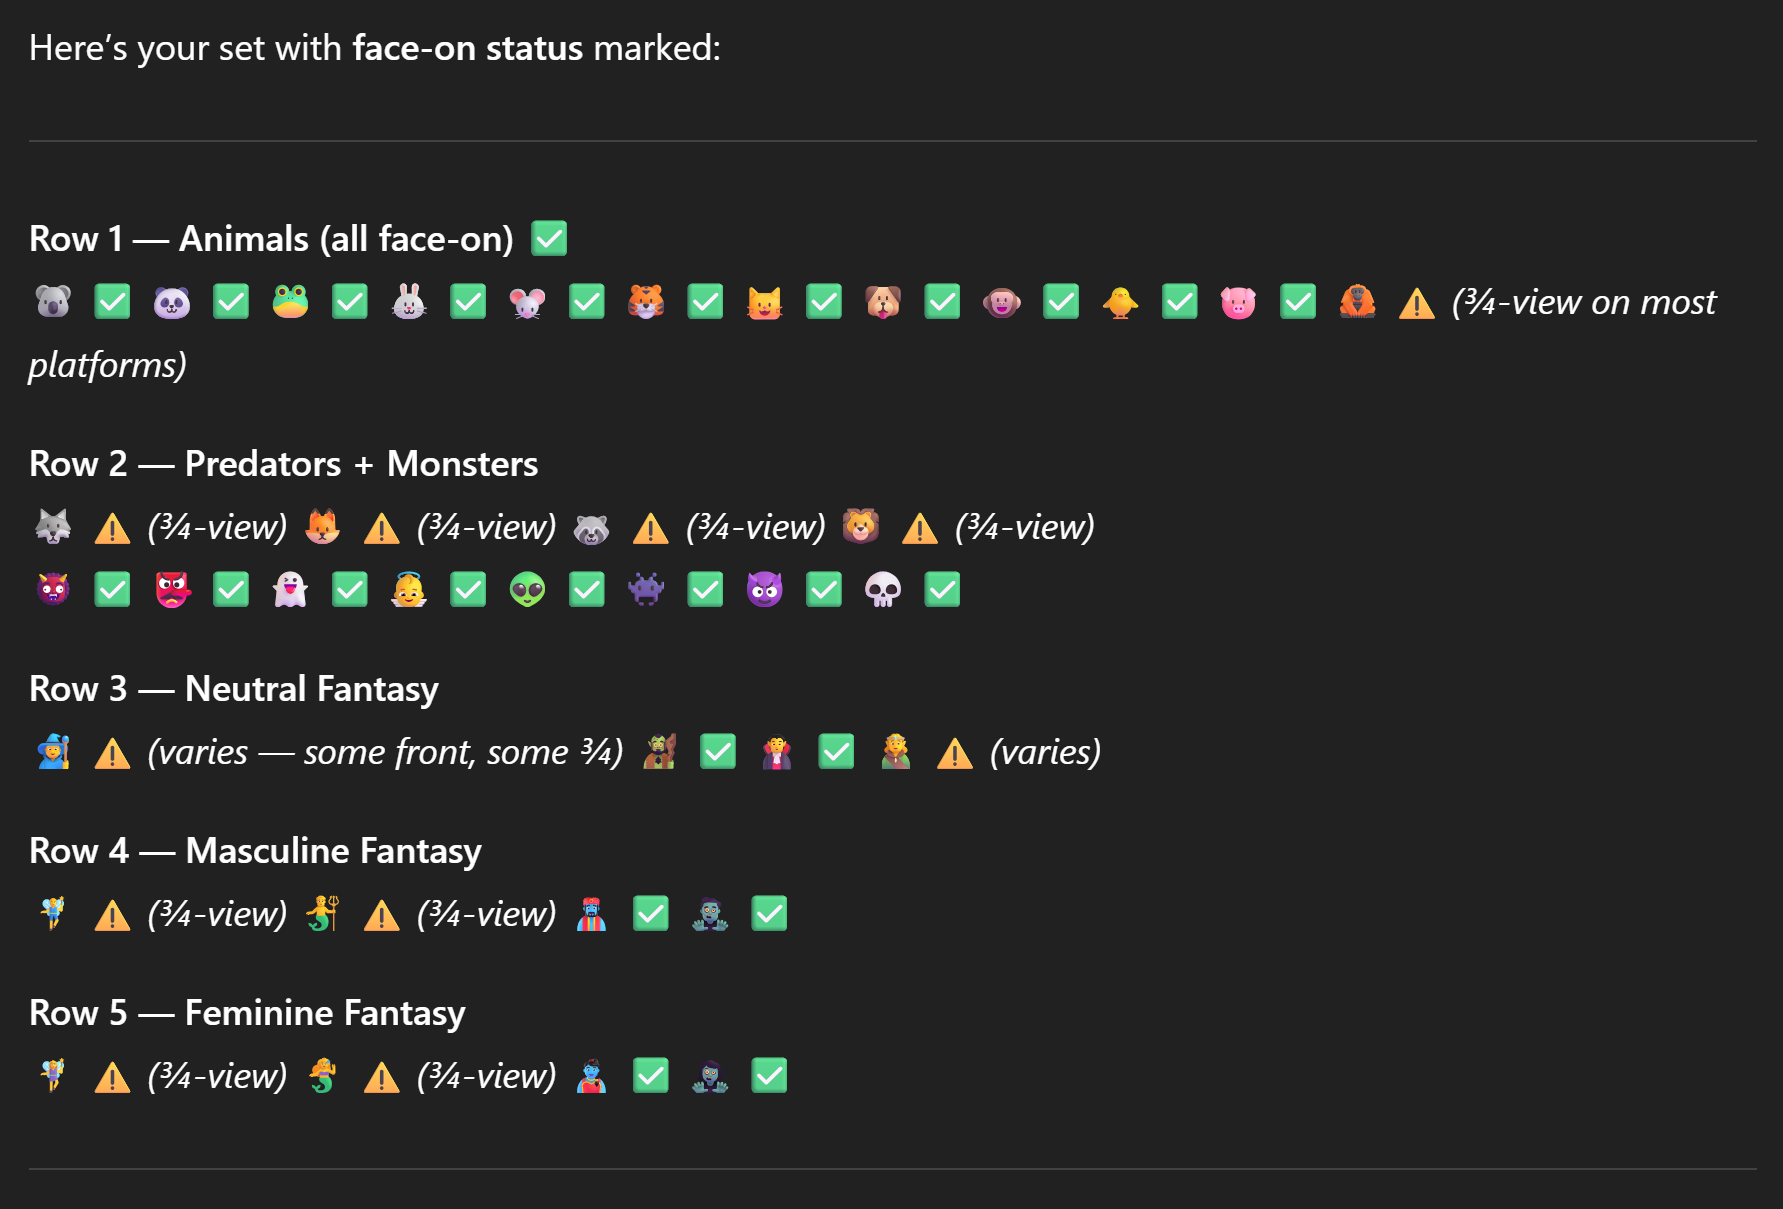 Here’s your set with face-on status marked:
Row 1 — Animals (all face-on) ✅
🐨 ✅ 🐼 ✅ 🐸 ✅ 🐰 ✅ 🐭 ✅ 🐯 ✅ 😺 ✅ 🐶 ✅ 🐵 ✅ 🐥 ✅ 🐷 ✅ 🦧 ⚠️ (¾-view on most
platforms)
Row 2 — Predators + Monsters
🐺 ⚠️ (¾-view) 🦊 ⚠️ (¾-view) 🦝 ⚠️ (¾-view) 🦁 ⚠️ (¾-view)
👹 ✅ 👺 ✅ 👻 ✅ 👼 ✅ 👽 ✅ 👾 ✅ 😈 ✅ 💀 ✅
Row 3 — Neutral Fantasy
🧙 ⚠️ (varies — some front, some ¾) 🧌 ✅ 🧛 ✅ 🧝 ⚠️ (varies)
Row 4 — Masculine Fantasy
🧚‍♂️ ⚠️ (¾-view) 🧜‍♂️ ⚠️ (¾-view) 🧞‍♂️ ✅ 🧟‍♂️ ✅
Row 5 — Feminine Fantasy
🧚‍♀️ ⚠️ (¾-view) 🧜‍♀️ ⚠️ (¾-view) 🧞‍♀️ ✅ 🧟‍♀️ ✅